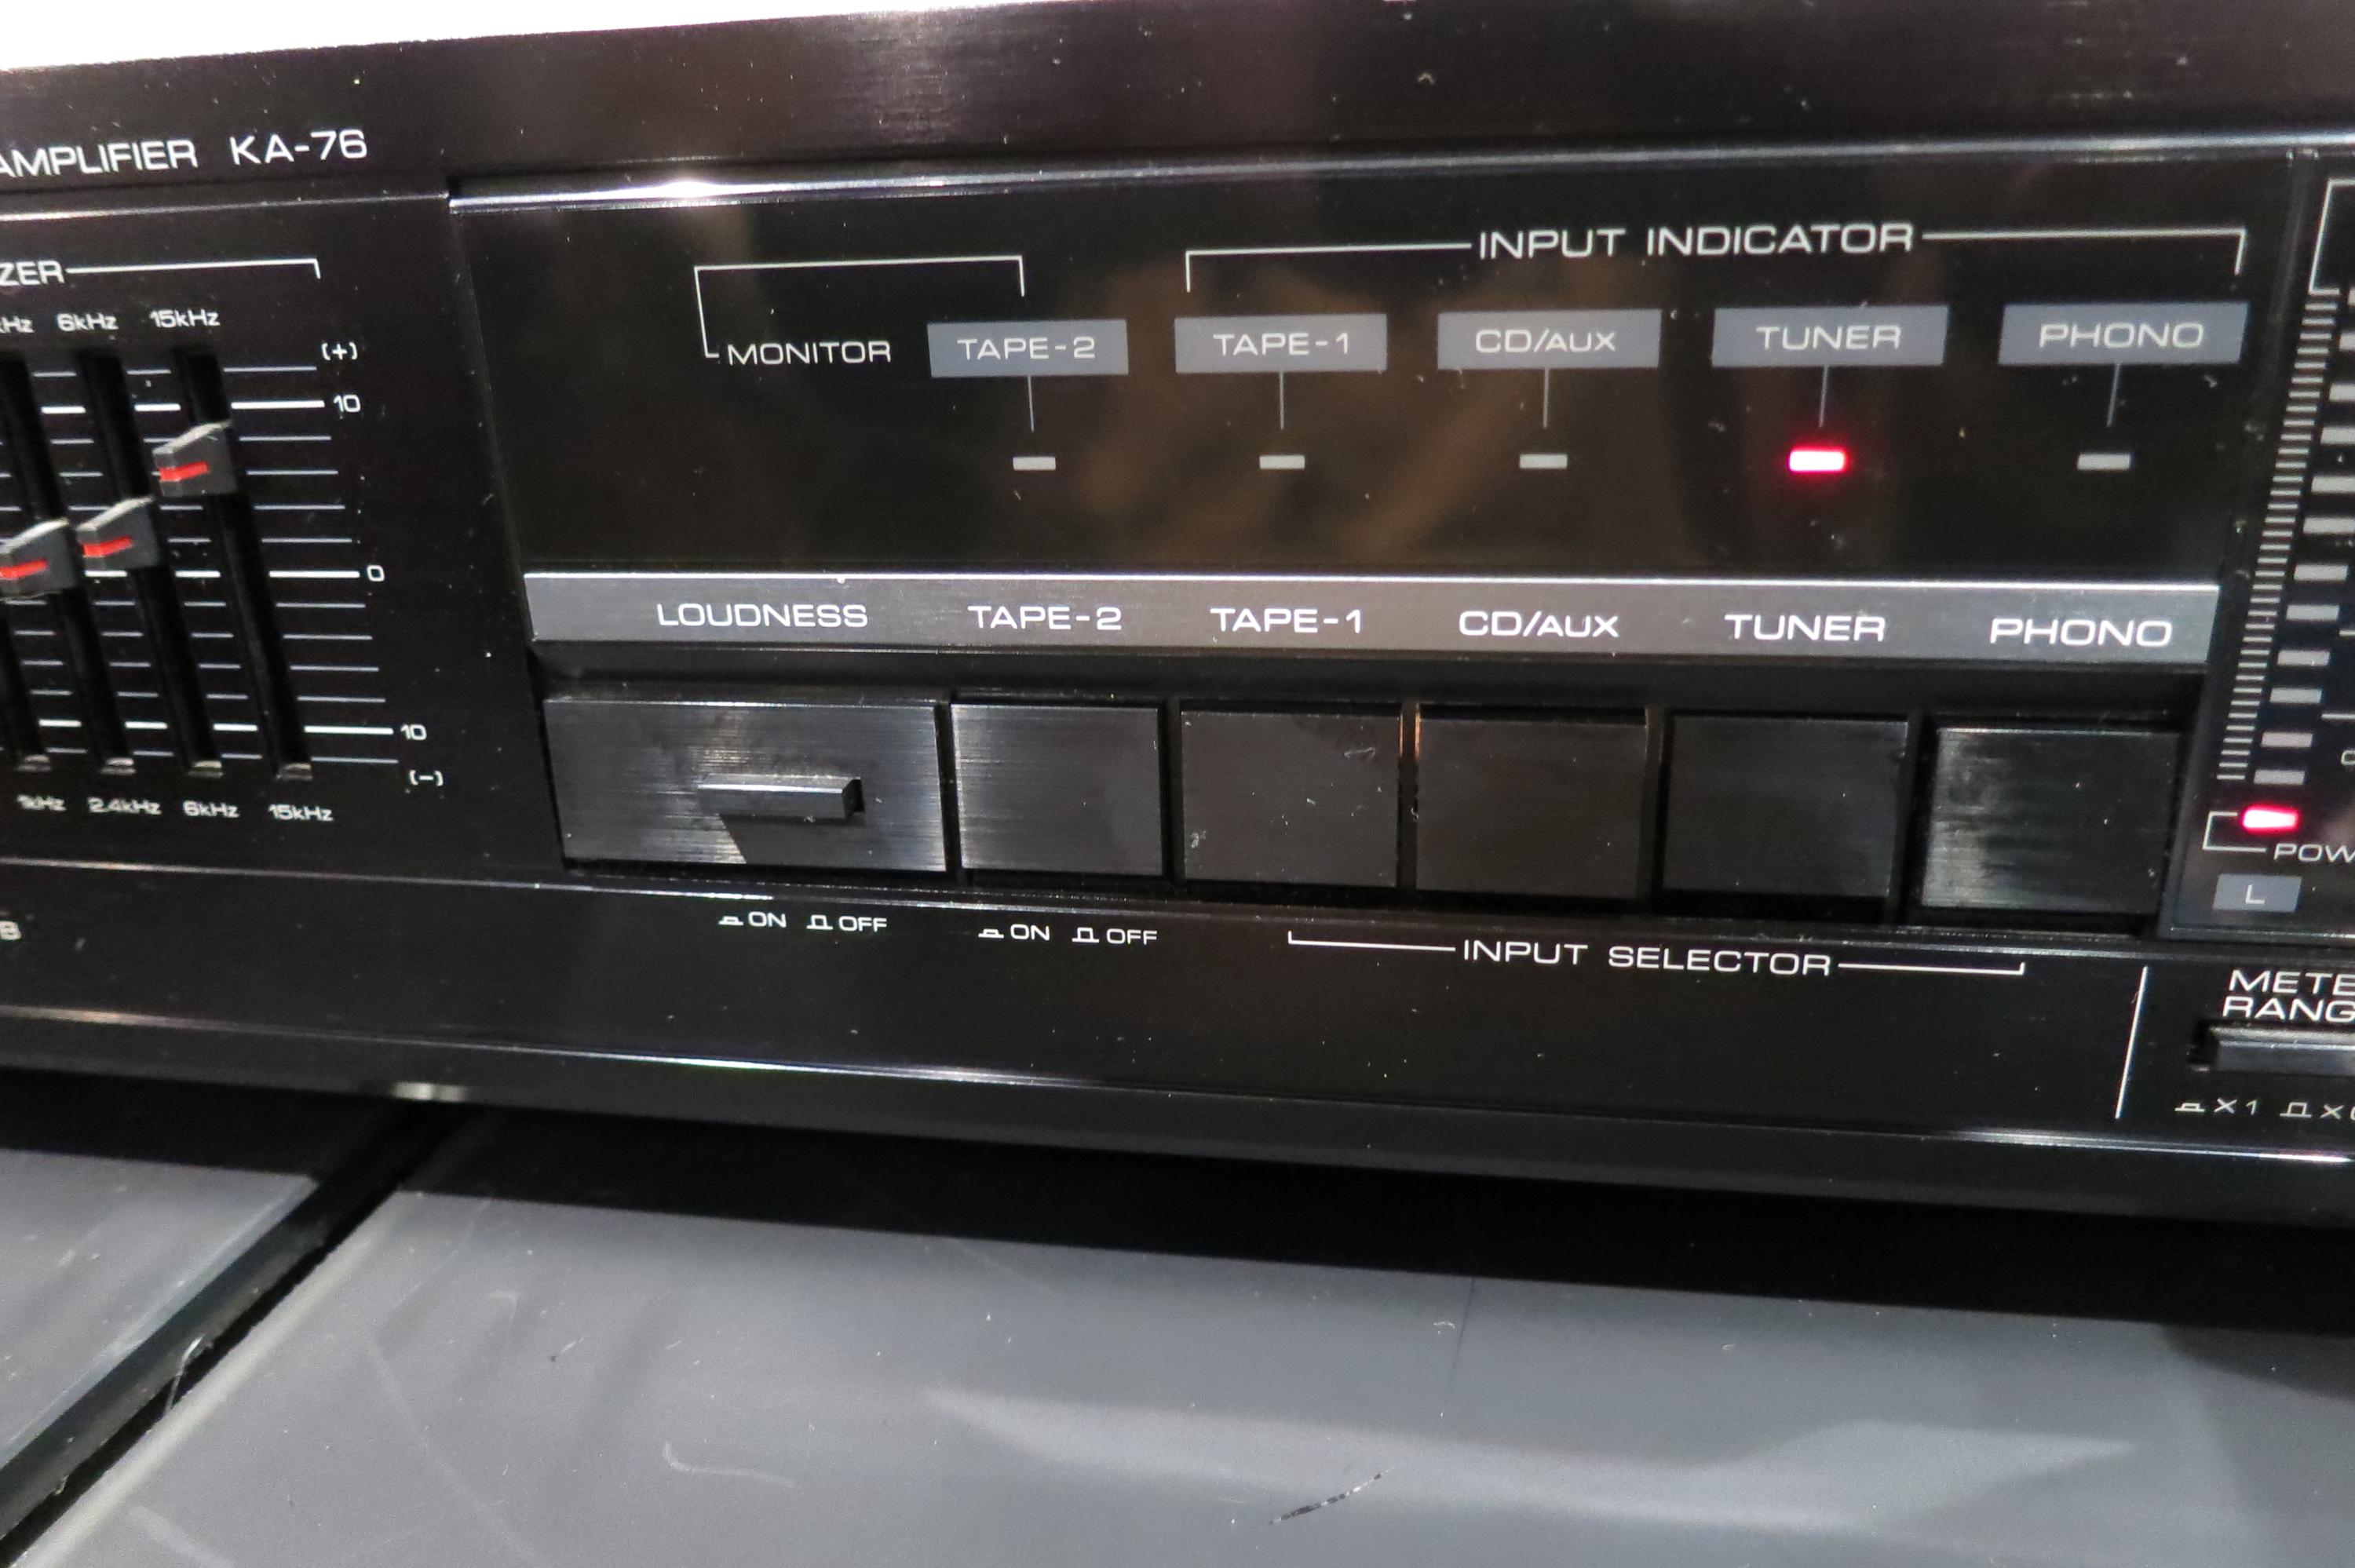 AMPLIFIER KA-76
INPUT INDICATOR
MONITOR TAPE-2 TAPE-1 CD/AUX TUNER PHONO
ZER
kHz 6kHz 15kHz
(+)
10
0
10
(-)
1kHz 2.4kHz 6kHz 15kHz
LOUDNESS TAPE-2 TAPE-1 CD/AUX TUNER PHONO
ON OFF ON OFF
INPUT SELECTOR
POW
L
METE
RANG
X1 X